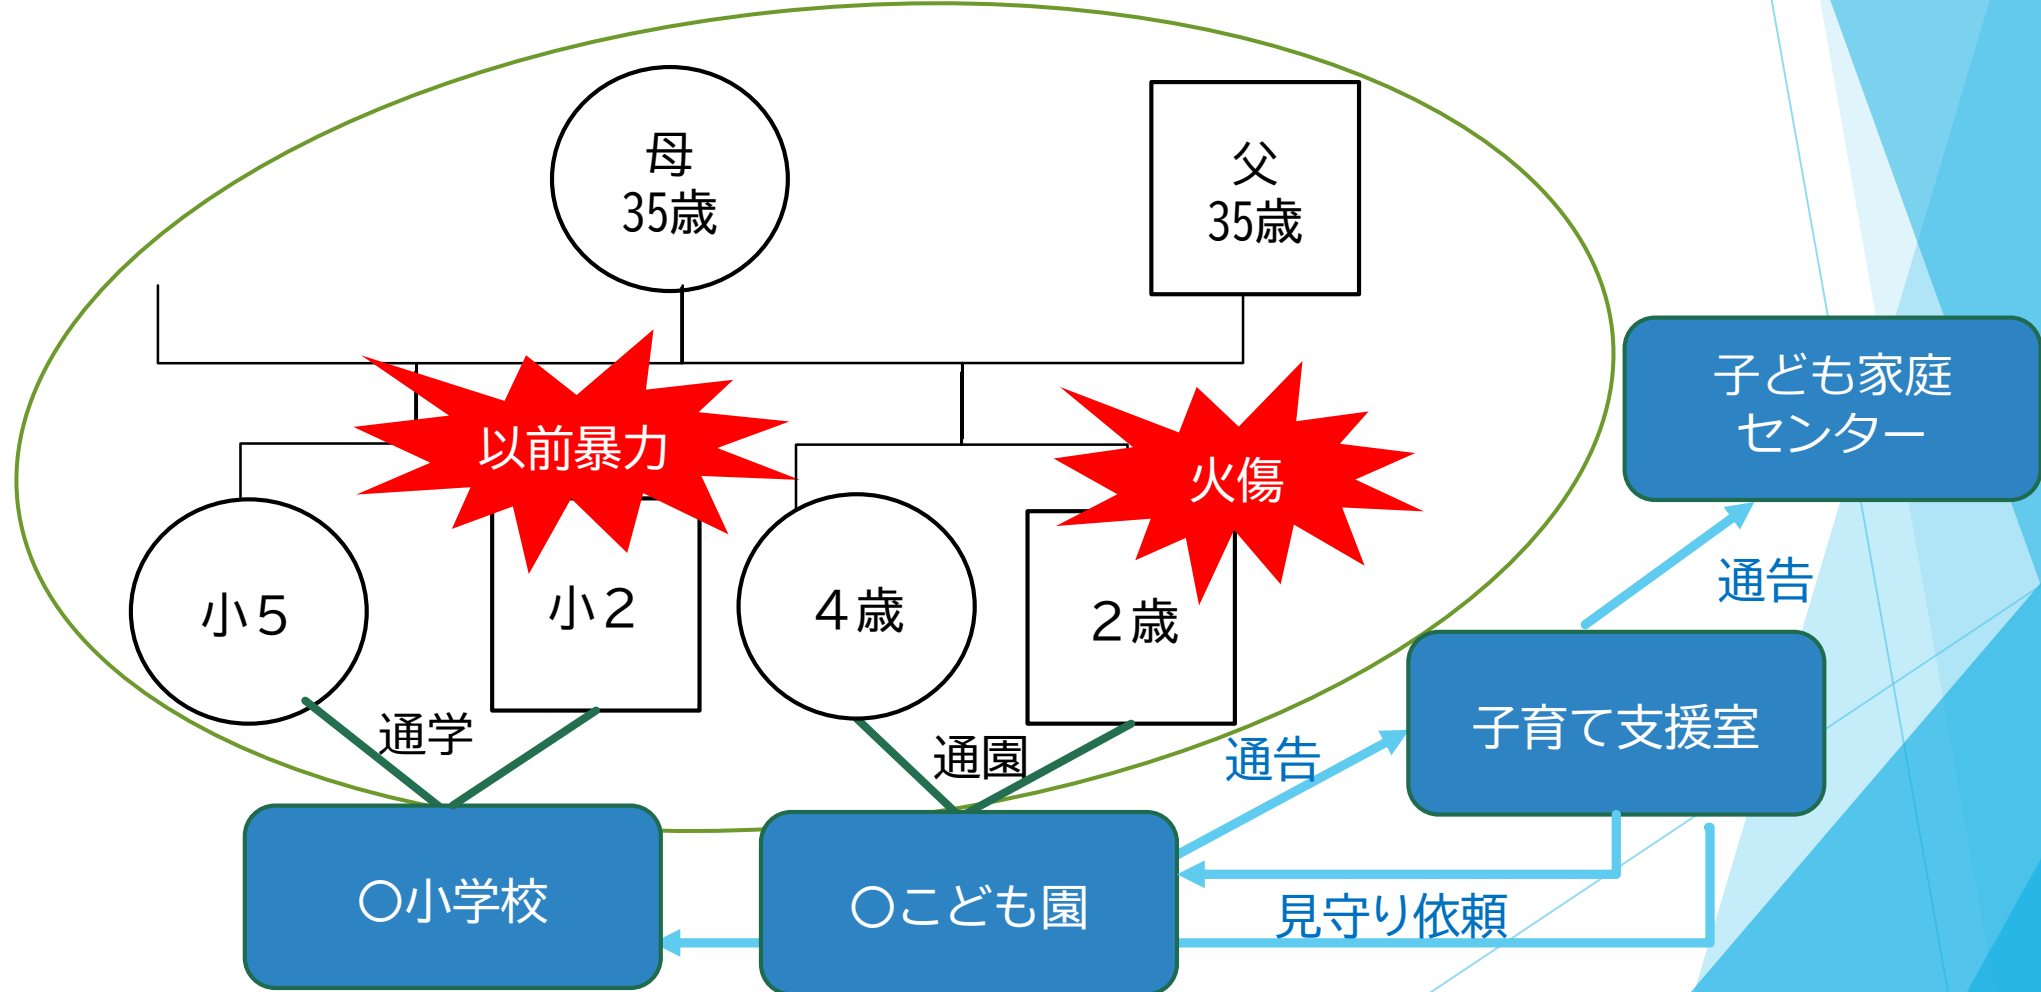 母
35歳
父
35歳
子ども家庭
センター
以前暴力
火傷
通告
小５
小２
４歳
２歳
通学
通園
通告
子育て支援室
〇小学校
〇こども園
見守り依頼